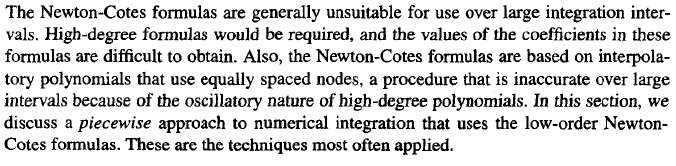 The Newton-Cotes formulas are generally unsuitable for use over large integration inter-
vals. High-degree formulas would be required, and the values of the coefficients in these
formulas are difficult to obtain. Also, the Newton-Cotes formulas are based on interpola-
tory polynomials that use equally spaced nodes, a procedure that is inaccurate over large
intervals because of the oscillatory nature of high-degree polynomials. In this section, we
discuss a piecewise approach to numerical integration that uses the low-order Newton-
Cotes formulas. These are the techniques most often applied.